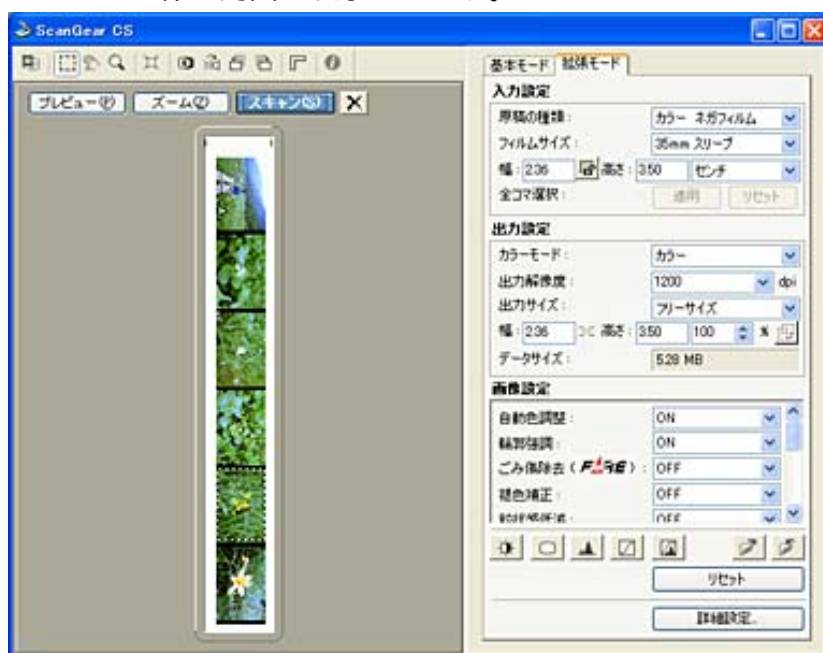 ScanGear CS
プレビュー(P) ズーム(Z) スキャン(S)
基本モード 拡張モード
入力設定
原稿の種類: カラー ネガフィルム
フィルムサイズ: 35mm スリーブ
幅: 2.36 高さ: 3.50 センチ
全コマ選択: 適用 リセット
出力設定
カラーモード: カラー
出力解像度: 1200 dpi
出力サイズ: フリーサイズ
幅: 2.36 高さ: 3.50 100 %
データサイズ: 5.28 MB
画像設定
自動色調整: ON
輪郭強調: ON
ごみ傷除去 (FARE): OFF
褪色補正: OFF
OFF
リセット
詳細設定...